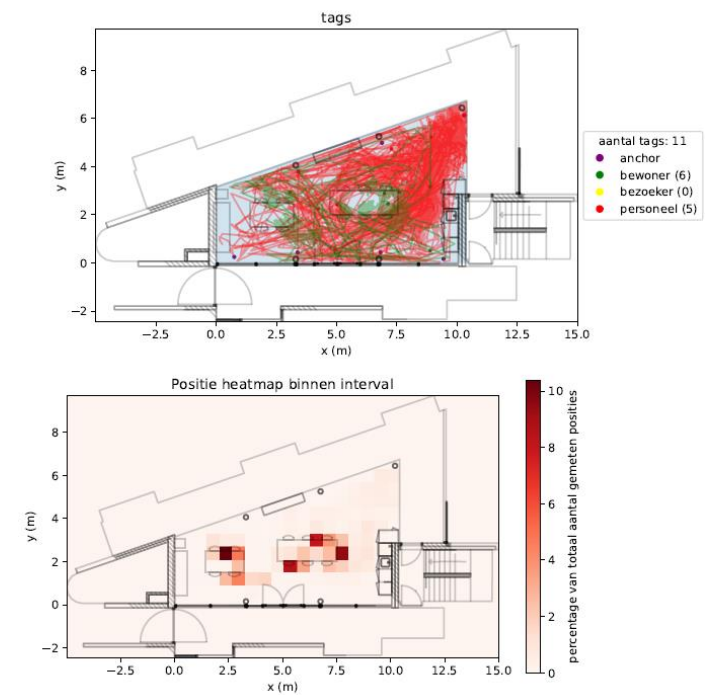 tags
8
6
4
2
0
−2
y (m)
−2.5 0.0 2.5 5.0 7.5 10.0 12.5 15.0
x (m)
aantal tags: 11
anchor
bewoner (6)
bezoeker (0)
personeel (5)
Positie heatmap binnen interval
8
6
4
2
0
−2
y (m)
−2.5 0.0 2.5 5.0 7.5 10.0 12.5 15.0
x (m)
10
8
6
4
2
0
percentage van totaal aantal gemeten posities